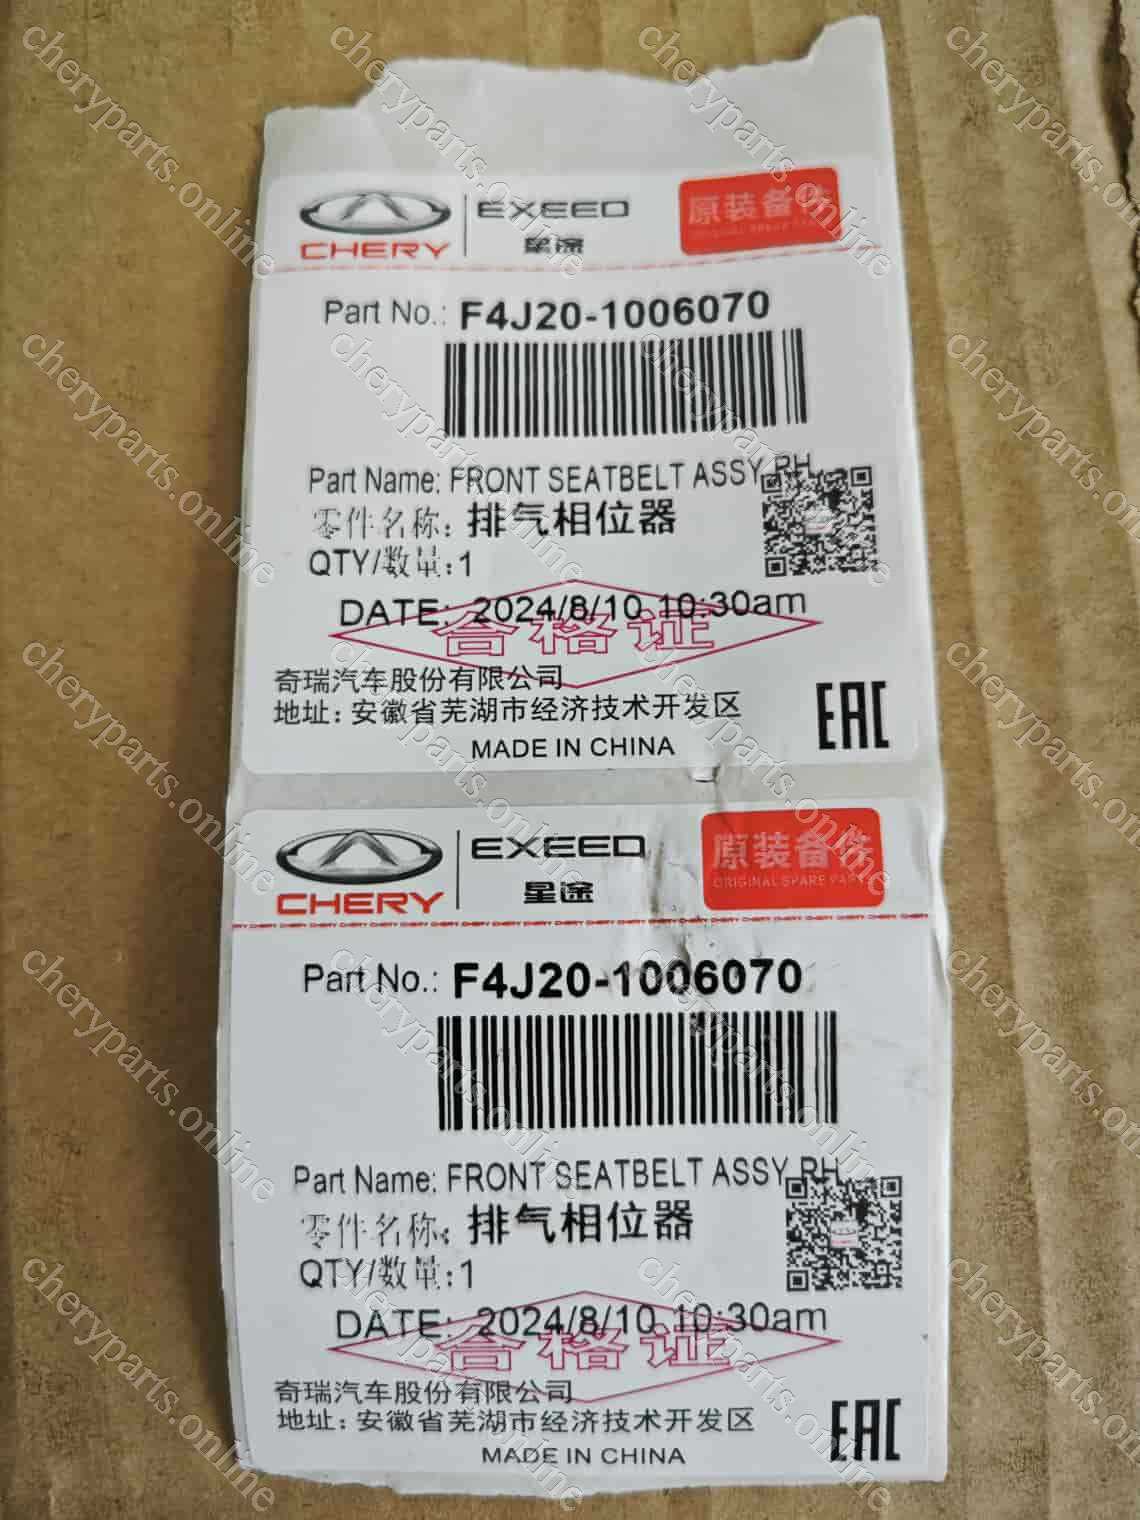 CHERY
EXEED
星途
原装备件
ORIGINAL SPARE PARTS
Part No.: F4J20-1006070
Part Name: FRONT SEATBELT ASSY RH
零件名称: 排气相位器
QTY/数量:1
DATE: 2024/8/10 10:30am
合格证
奇瑞汽车股份有限公司
地址: 安徽省芜湖市经济技术开发区
MADE IN CHINA
EAC
CHERY
EXEED
星途
原装备件
ORIGINAL SPARE PARTS
Part No.: F4J20-1006070
Part Name: FRONT SEATBELT ASSY RH
零件名称: 排气相位器
QTY/数量:1
DATE: 2024/8/10 10:30am
合格证
奇瑞汽车股份有限公司
地址: 安徽省芜湖市经济技术开发区
MADE IN CHINA
EAC
cheryparts.online